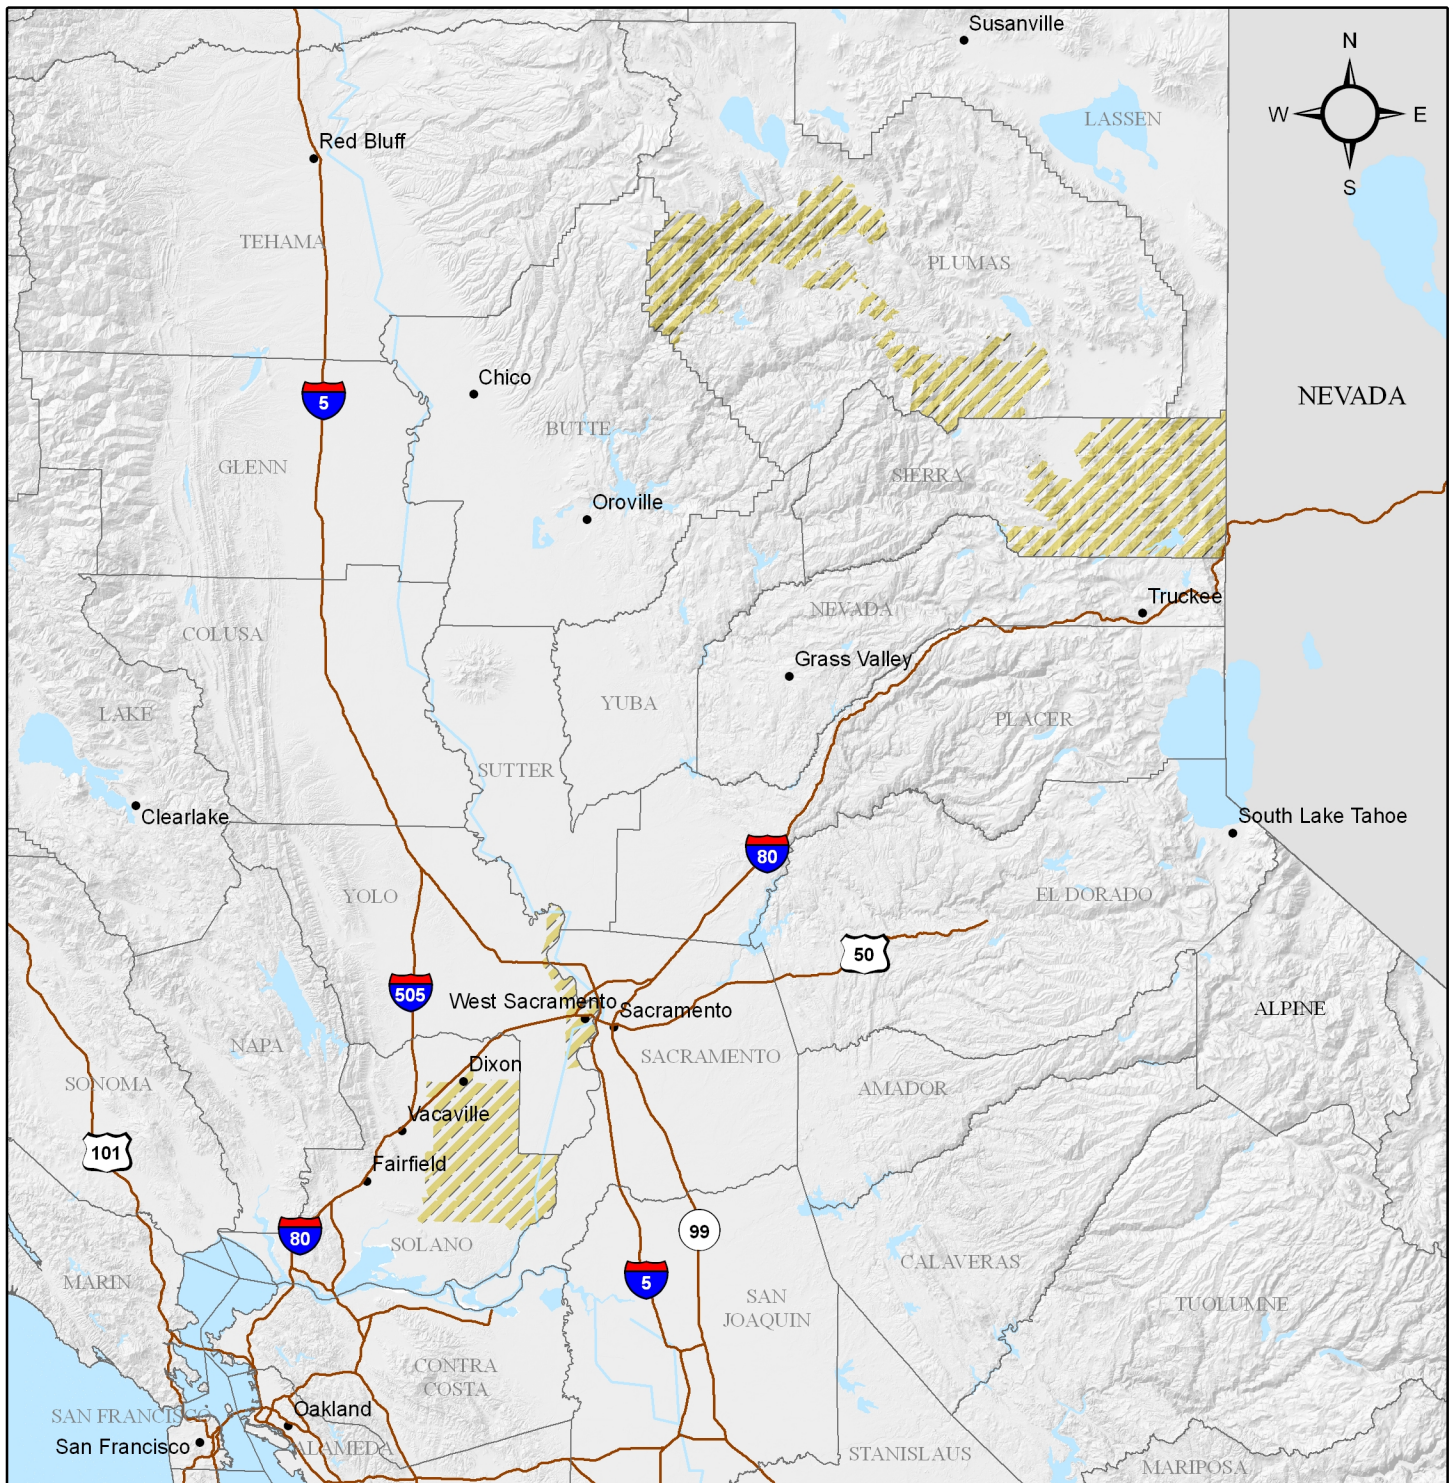 Susanville
N
W
E
S
LASSEN
Red Bluff
TEHAMA
PLUMAS
5
Chico
NEVADA
BUTTE
GLENN
SIERRA
Oroville
Truckee
NEVADA
COLUSA
Grass Valley
YUBA
LAKE
PLACER
SUTTER
Clearlake
South Lake Tahoe
80
YOLO
EL DORADO
50
505
West Sacramento
Sacramento
ALPINE
NAPA
SACRAMENTO
Dixon
SONOMA
AMADOR
Vacaville
101
Fairfield
99
80
SOLANO
CALAVERAS
MARIN
5
SAN
JOAQUIN
TUOLUMNE
CONTRA
COSTA
Oakland
SAN FRANCISCO
San Francisco
ALAMEDA
STANISLAUS
MARIPOSA